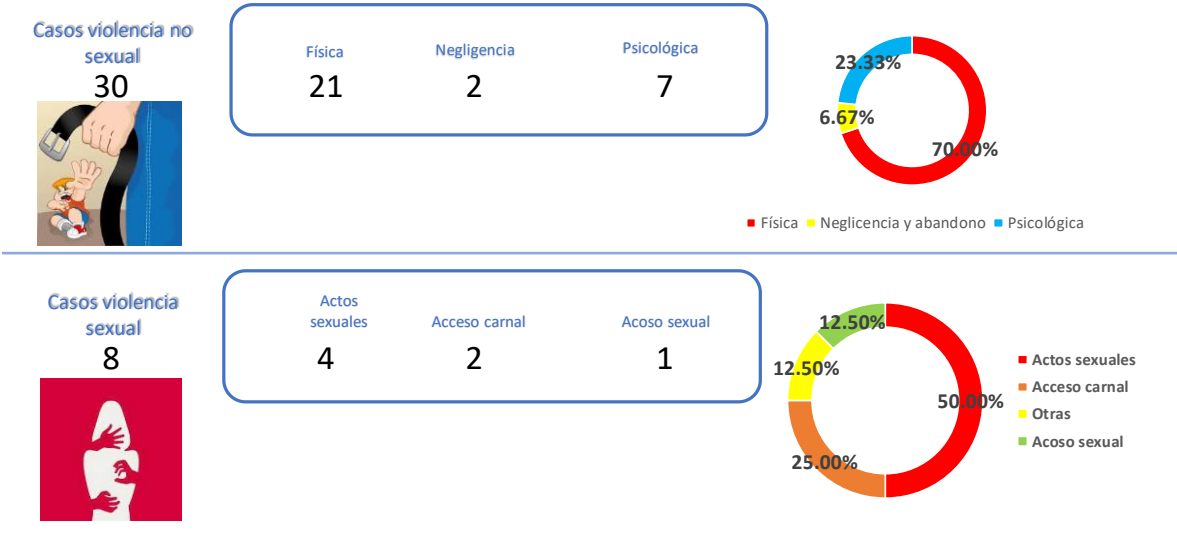 Casos violencia no
sexual
30
Física
21
Negligencia
2
Psicológica
7
23.33%
6.67%
70.00%
Física Neglicencia y abandono Psicológica
Casos violencia
sexual
8
Actos
sexuales
4
Acceso carnal
2
Acoso sexual
1
12.50%
12.50%
50.00%
25.00%
Actos sexuales
Acceso carnal
Otras
Acoso sexual